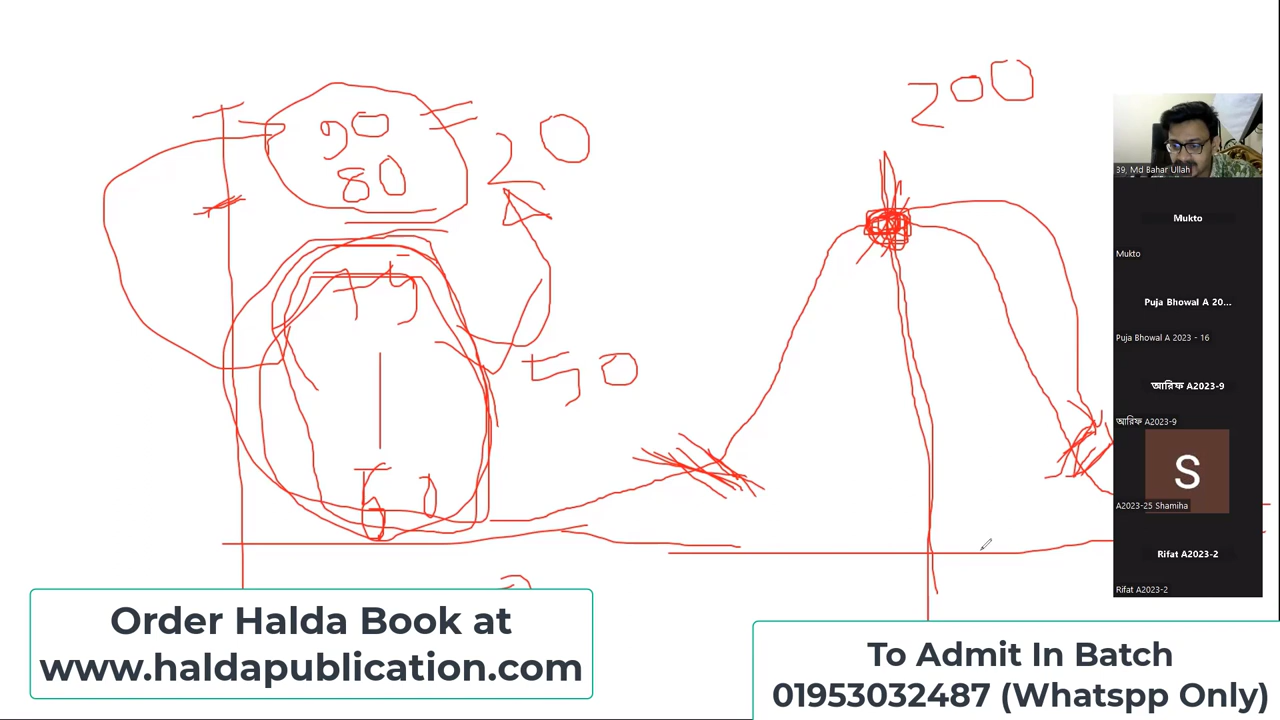 200
90
80
20
75
50
60
39, Md Bahar Ullah
Mukto
Mukto
Puja Bhowal A 20...
Puja Bhowal A 2023 - 16
আরিফ A2023-9
আরিফ A2023-9
S
A2023-25 Shamiha
Rifat A2023-2
Rifat A2023-2
Order Halda Book at
www.haldapublication.com
To Admit In Batch
01953032487 (Whatspp Only)